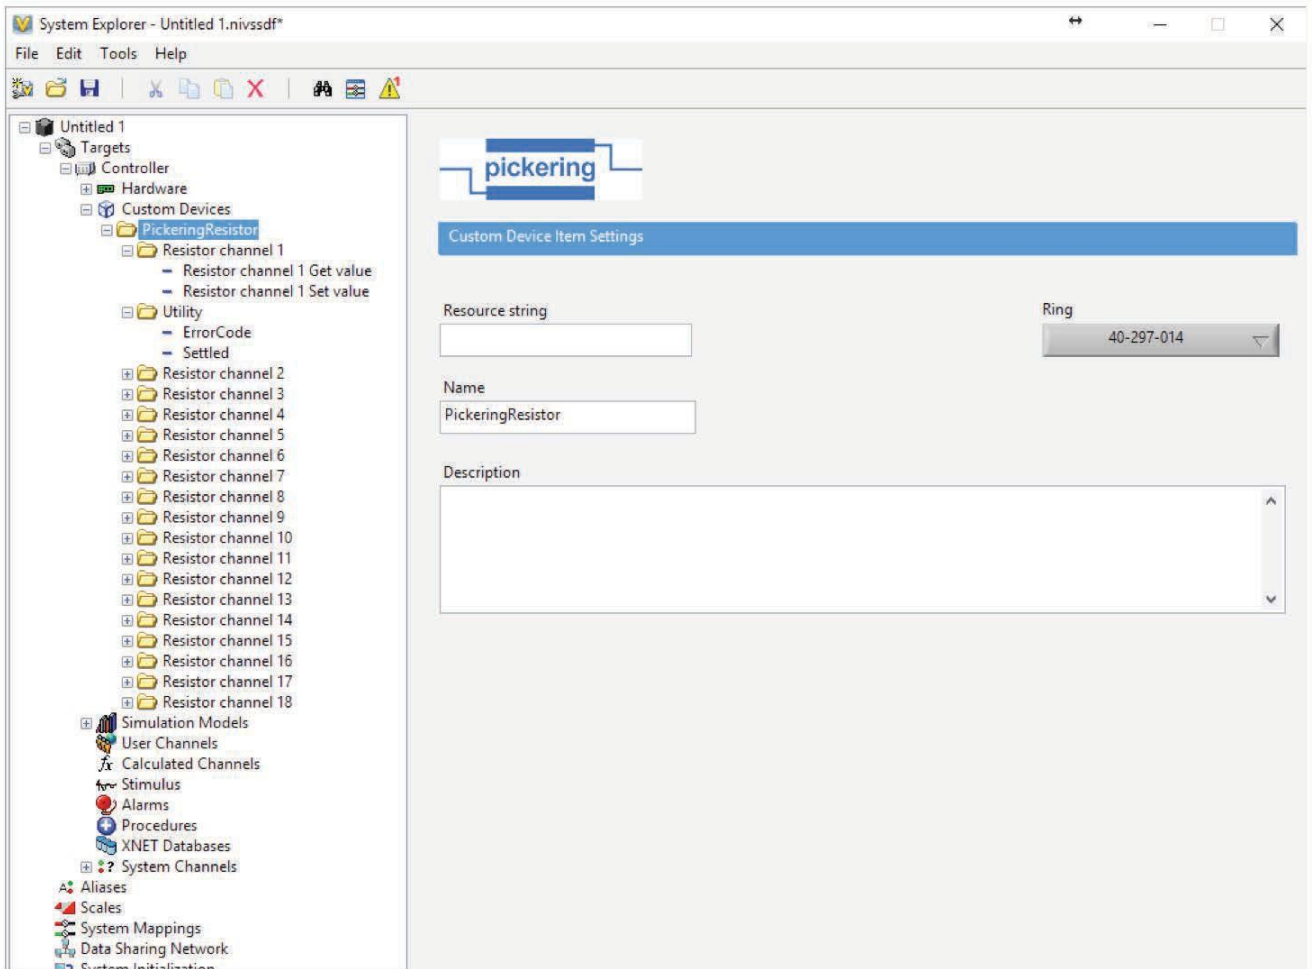 System Explorer - Untitled 1.nivssdf*
File Edit Tools Help
Untitled 1
Targets
Controller
Hardware
Custom Devices
PickeringResistor
Resistor channel 1
Resistor channel 1 Get value
Resistor channel 1 Set value
Utility
ErrorCode
Settled
Resistor channel 2
Resistor channel 3
Resistor channel 4
Resistor channel 5
Resistor channel 6
Resistor channel 7
Resistor channel 8
Resistor channel 9
Resistor channel 10
Resistor channel 11
Resistor channel 12
Resistor channel 13
Resistor channel 14
Resistor channel 15
Resistor channel 16
Resistor channel 17
Resistor channel 18
Simulation Models
User Channels
fx Calculated Channels
Stimulus
Alarms
Procedures
XNET Databases
? System Channels
A Aliases
Scales
System Mappings
Data Sharing Network
System Initialization
pickering
Custom Device Item Settings
Resource string
Ring
40-297-014
Name
PickeringResistor
Description